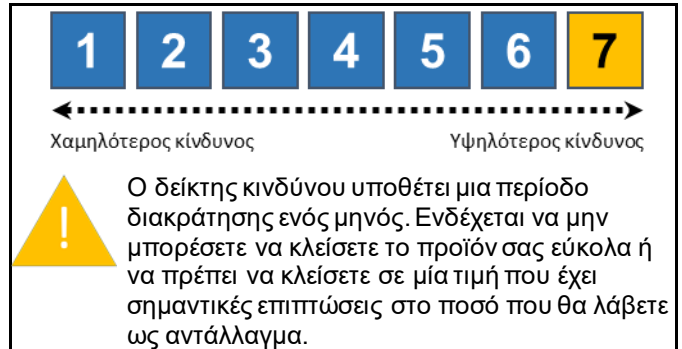 1 2 3 4 5 6 7
Χαμηλότερος κίνδυνος Υψηλότερος κίνδυνος
! Ο δείκτης κινδύνου υποθέτει μια περίοδο
διακράτησης ενός μηνός. Ενδέχεται να μην
μπορέσετε να κλείσετε το προϊόν σας εύκολα ή
να πρέπει να κλείσετε σε μία τιμή που έχει
σημαντικές επιπτώσεις στο ποσό που θα λάβετε
ως αντάλλαγμα.